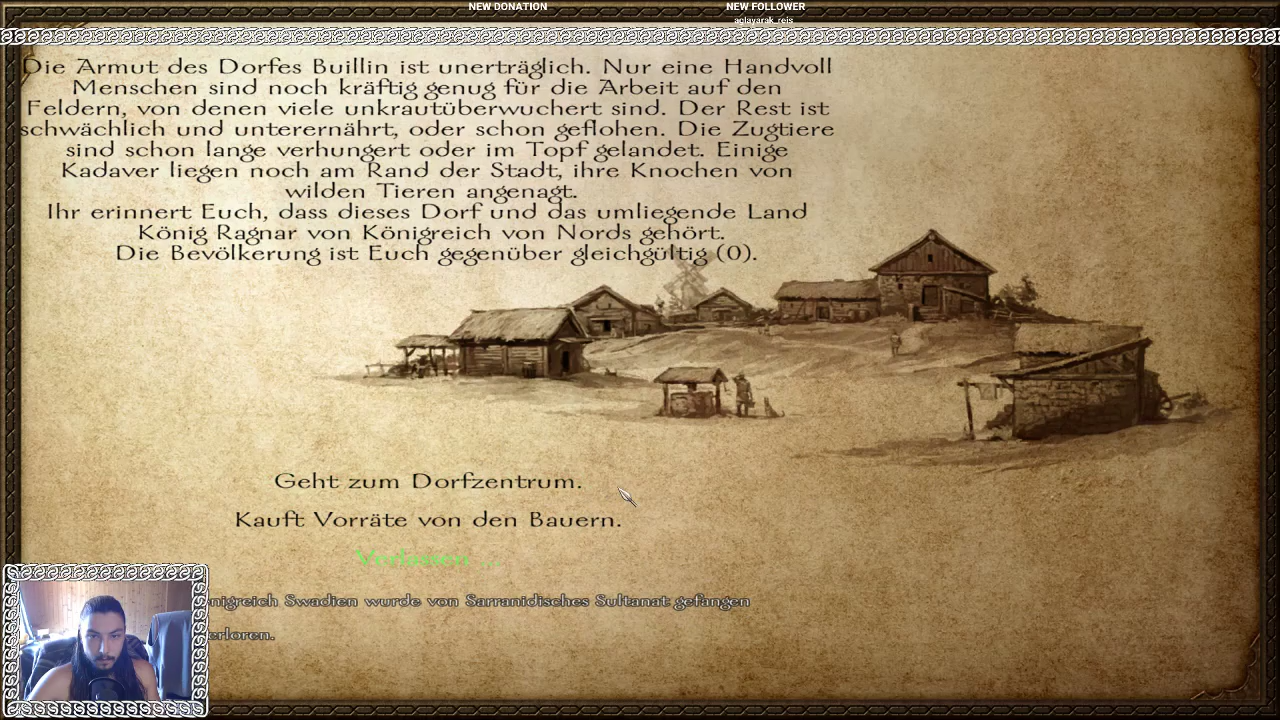 NEW DONATION
NEW FOLLOWER
aglayarak_reis
Die Armut des Dorfes Buillin ist unerträglich. Nur eine Handvoll
Menschen sind noch kräftig genug für die Arbeit auf den
Feldern, von denen viele unkrautüberwuchert sind. Der Rest ist
schwächlich und unterernährt, oder schon geflohen. Die Zugtiere
sind schon lange verhungert oder im Topf gelandet. Einige
Kadaver liegen noch am Rand der Stadt, ihre Knochen von
wilden Tieren angenagt.
Ihr erinnert Euch, dass dieses Dorf und das umliegende Land
König Ragnar von Königreich von Nords gehört.
Die Bevölkerung ist Euch gegenüber gleichgültig (0).
Geht zum Dorfzentrum.
Kauft Vorräte von den Bauern.
Verlassen ...
nigreich Swadien wurde von Sarranidisches Sultanat gefangen
erloren.